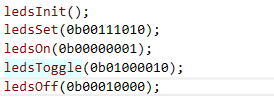 ledsInit();
ledsSet(0b00111010);
ledsOn(0b00000001);
ledsToggle(0b01000010);
ledsOff(0b00010000);